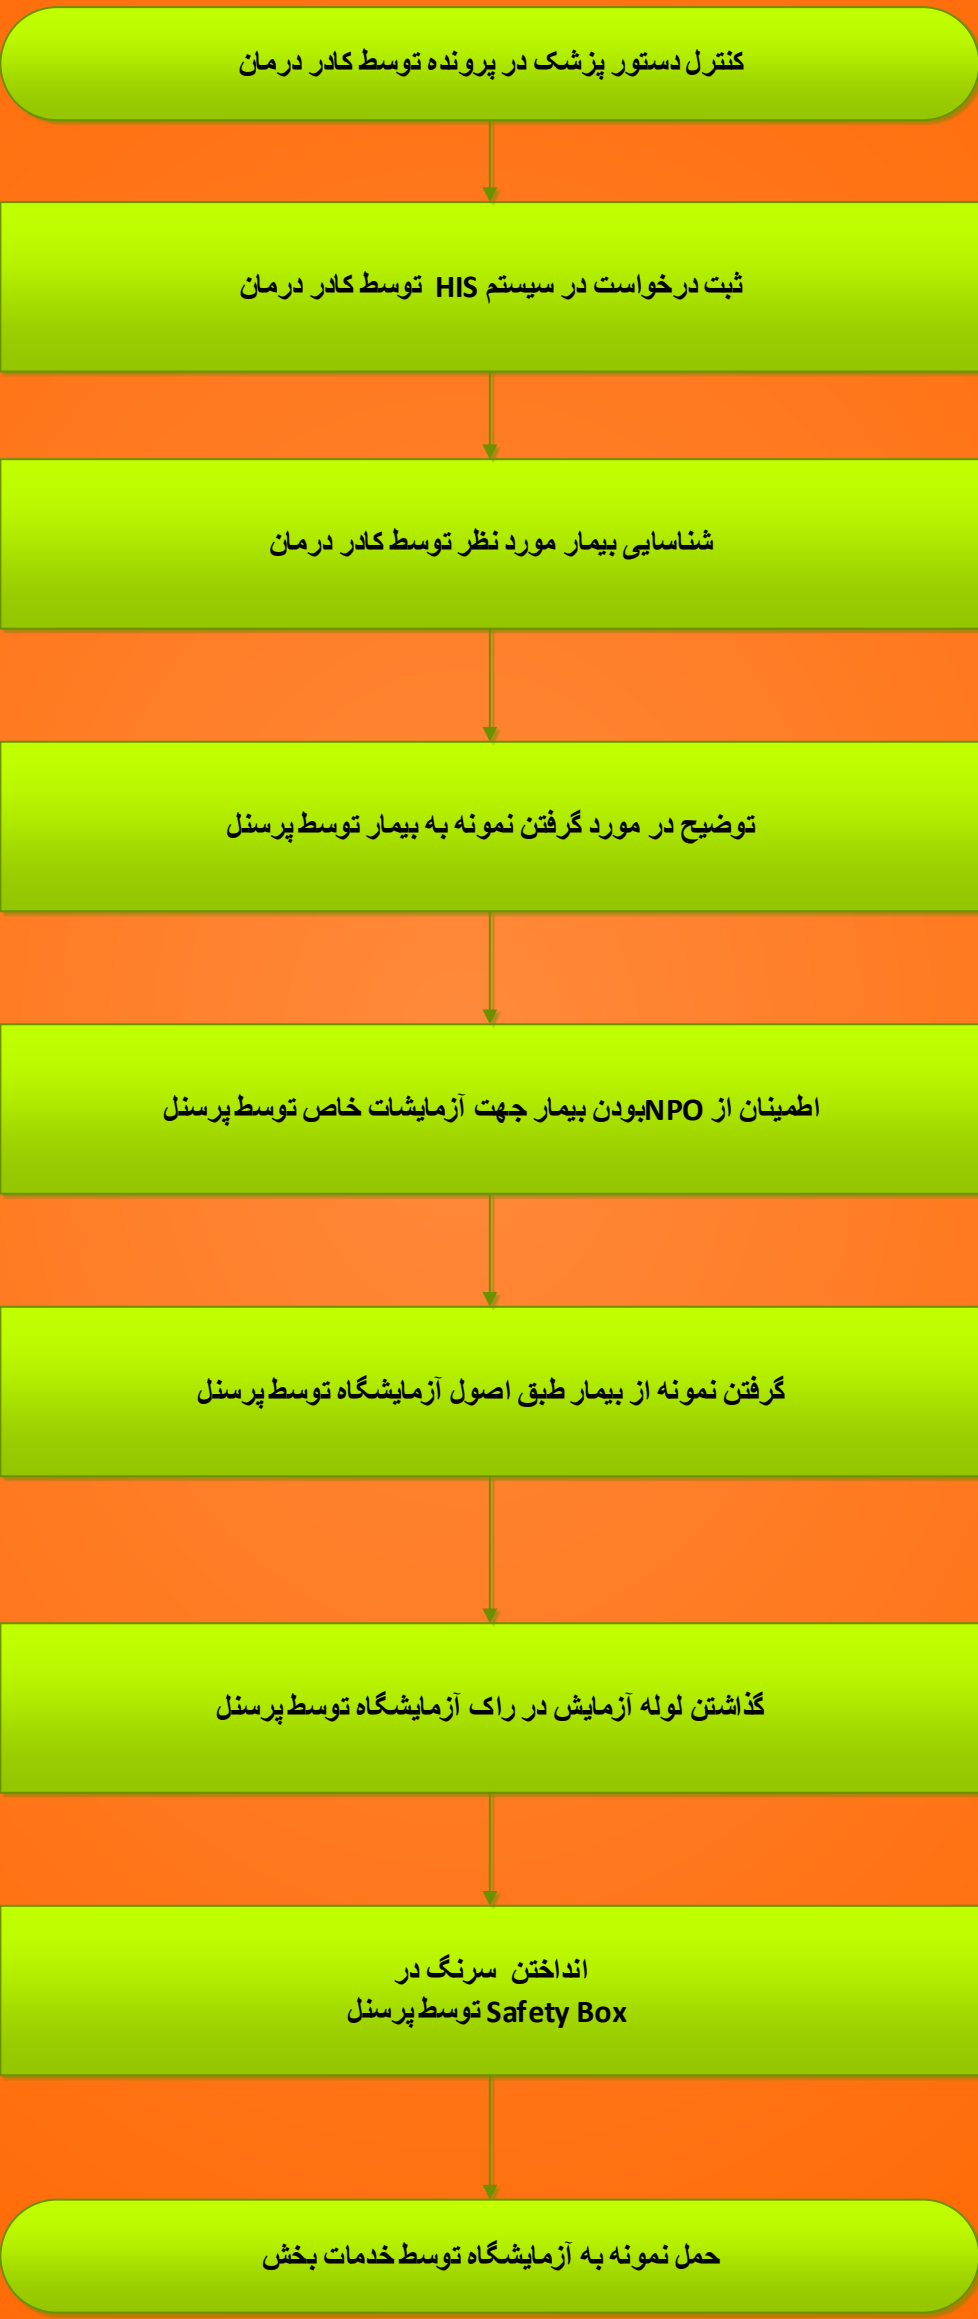 کنترل دستور پزشک در پرونده توسط کادر درمان
ثبت درخواست در سیستم HIS توسط کادر درمان
شناسایی بیمار مورد نظر توسط کادر درمان
توضیح در مورد گرفتن نمونه به بیمار توسط پرسنل
اطمینان از NPOبودن بیمار جهت آزمایشات خاص توسط پرسنل
گرفتن نمونه از بیمار طبق اصول آزمایشگاه توسط پرسنل
گذاشتن لوله آزمایش در راک آزمایشگاه توسط پرسنل
انداختن سرنگ در
Safety Box توسط پرسنل
حمل نمونه به آزمایشگاه توسط خدمات بخش